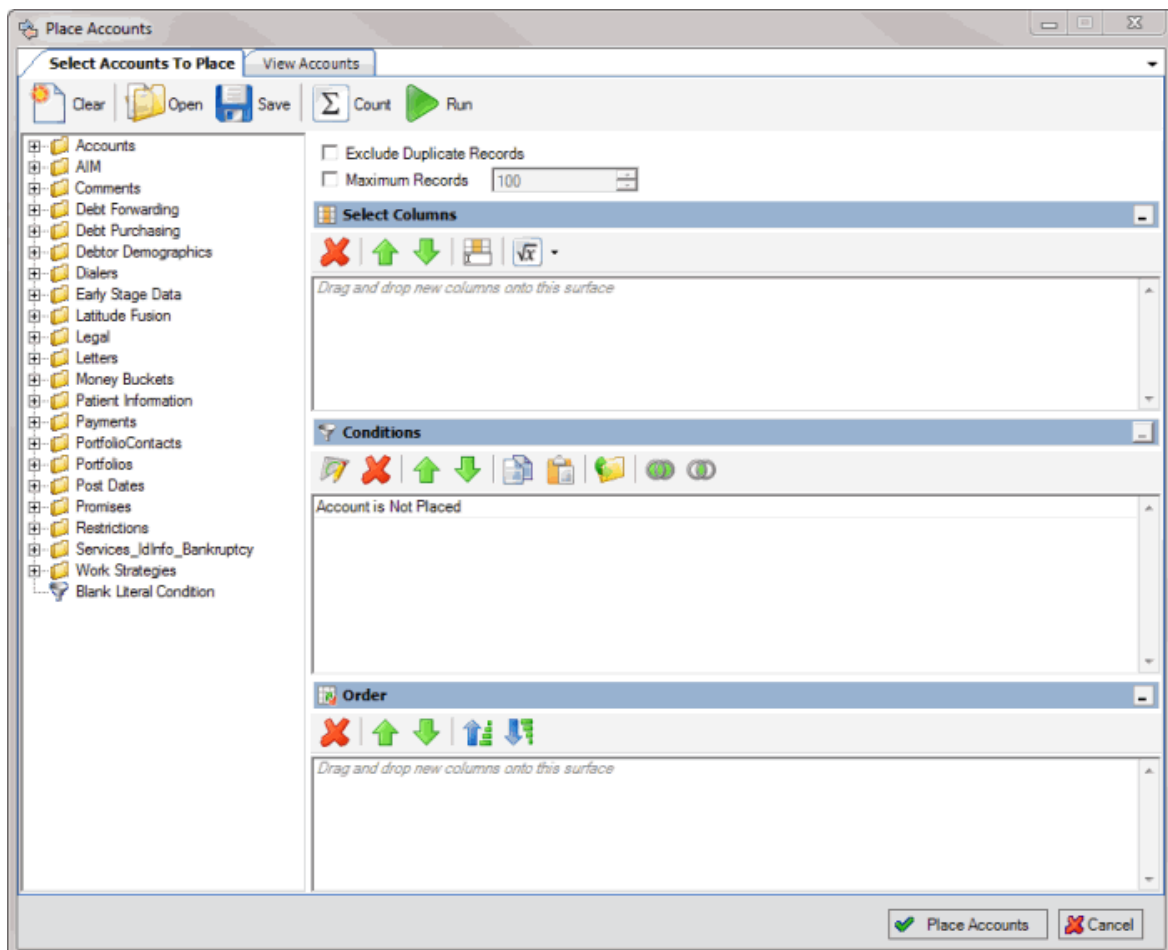 Place Accounts
Select Accounts To Place View Accounts
Clear Open Save Σ Count Run
Accounts
AIM
Comments
Debt Forwarding
Debt Purchasing
Debtor Demographics
Dialers
Early Stage Data
Latitude Fusion
Legal
Letters
Money Buckets
Patient Information
Payments
PortfolioContacts
Portfolios
Post Dates
Promises
Restrictions
Services_IdInfo_Bankruptcy
Work Strategies
Blank Literal Condition
Exclude Duplicate Records
Maximum Records 100
Select Columns
√x
Drag and drop new columns onto this surface
Conditions
Account is Not Placed
Order
Drag and drop new columns onto this surface
Place Accounts Cancel